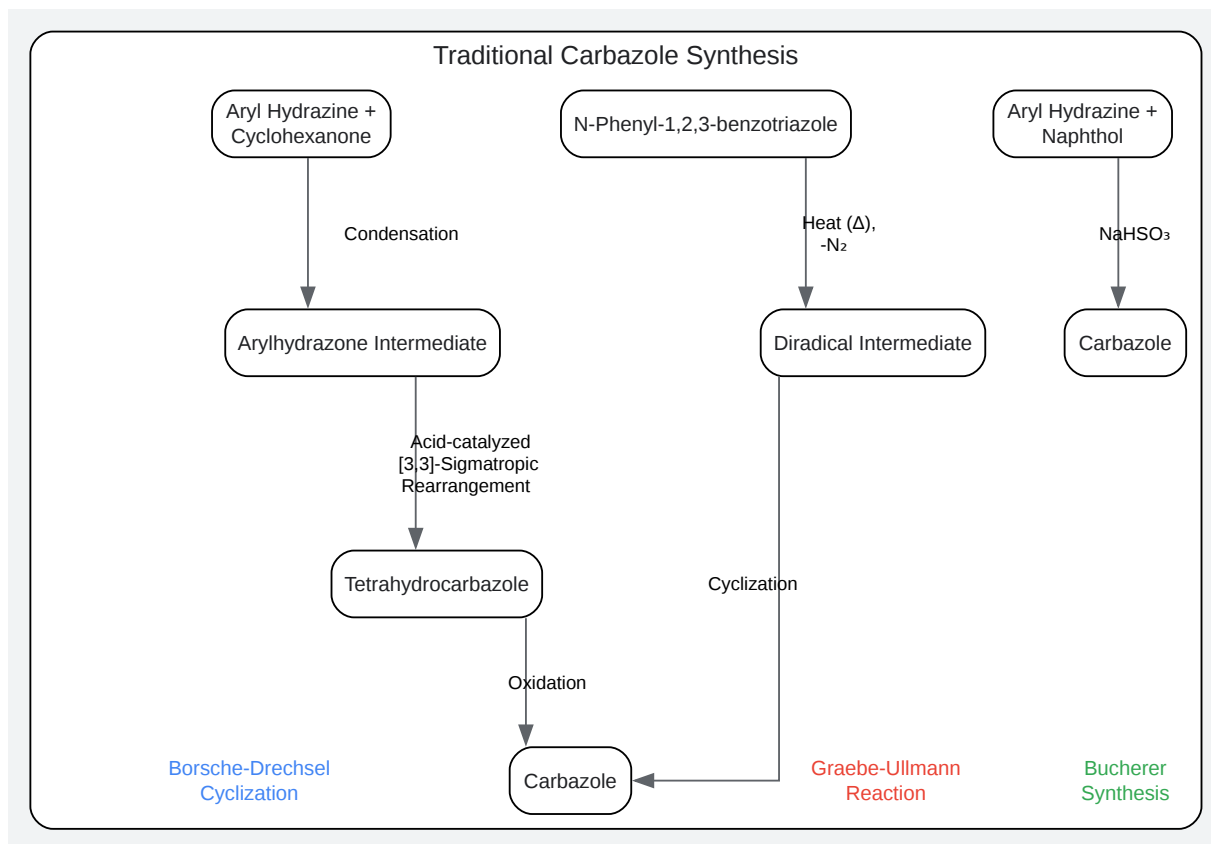 Traditional Carbazole Synthesis
Aryl Hydrazine +
Cyclohexanone
N-Phenyl-1,2,3-benzotriazole
Aryl Hydrazine +
Naphthol
Condensation
Heat (Δ),
-N₂
NaHSO₃
Arylhydrazone Intermediate
Diradical Intermediate
Carbazole
Acid-catalyzed
[3,3]-Sigmatropic
Rearrangement
Tetrahydrocarbazole
Cyclization
Oxidation
Carbazole
Borsche-Drechsel
Cyclization
Graebe-Ullmann
Reaction
Bucherer
Synthesis